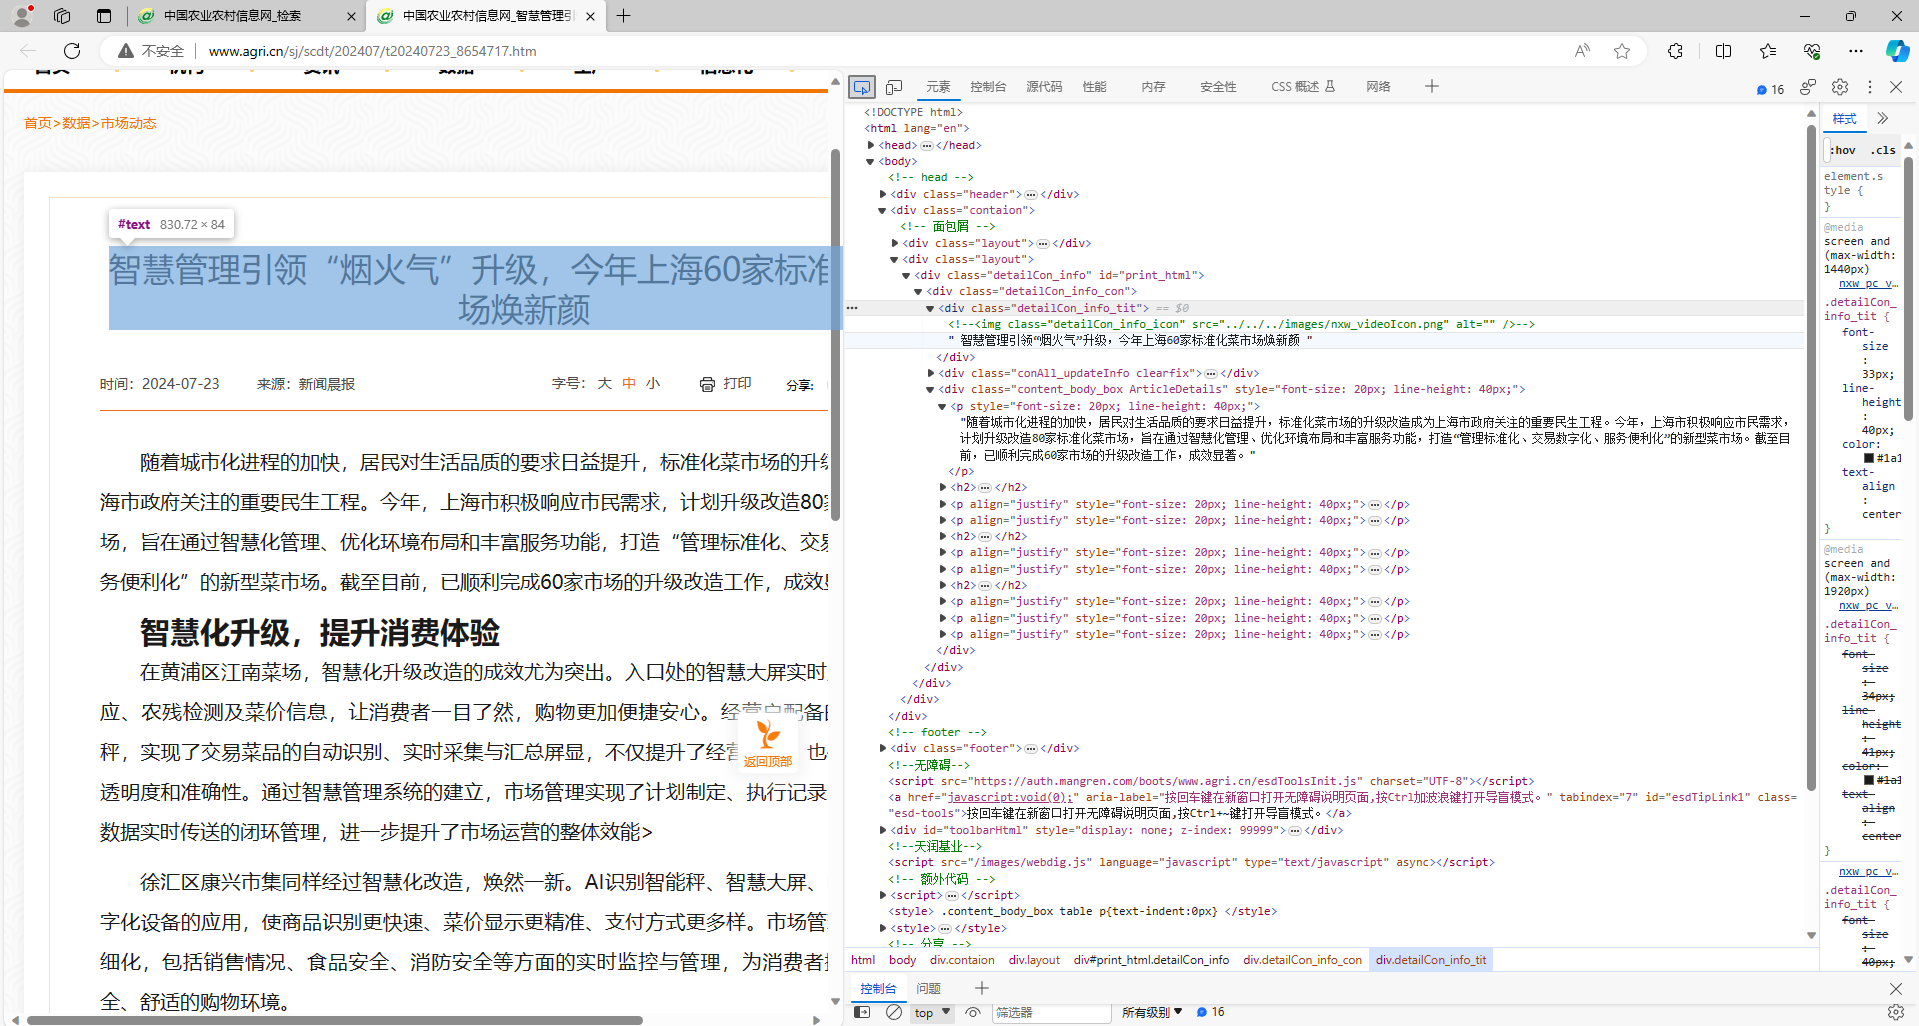 中国农业农村信息网_检索
中国农业农村信息网_智慧管理引
不安全
www.agri.cn/sj/scdt/202407/t20240723_8654717.htm
首页>数据>市场动态
#text 830.72 × 84
智慧管理引领“烟火气”升级，今年上海60家标准
场焕新颜
时间：2024-07-23 来源：新闻晨报 字号：大 中 小 打印 分享:
随着城市化进程的加快，居民对生活品质的要求日益提升，标准化菜市场的升级
海市政府关注的重要民生工程。今年，上海市积极响应市民需求，计划升级改造80家
场，旨在通过智慧化管理、优化环境布局和丰富服务功能，打造“管理标准化、交易
务便利化”的新型菜市场。截至目前，已顺利完成60家市场的升级改造工作，成效显
智慧化升级，提升消费体验
在黄浦区江南菜场，智慧化升级改造的成效尤为突出。入口处的智慧大屏实时
应、农残检测及菜价信息，让消费者一目了然，购物更加便捷安心。经营户配备的
秤，实现了交易菜品的自动识别、实时采集与汇总屏显，不仅提升了经营 也
透明度和准确性。通过智慧管理系统的建立，市场管理实现了计划制定、执行记录
数据实时传送的闭环管理，进一步提升了市场运营的整体效能>
返回顶部
徐汇区康兴市集同样经过智慧化改造，焕然一新。AI识别智能秤、智慧大屏、
字化设备的应用，使商品识别更快速、菜价显示更精准、支付方式更多样。市场管
细化，包括销售情况、食品安全、消防安全等方面的实时监控与管理，为消费者
全、舒适的购物环境。
元素 控制台 源代码 性能 内存 安全性 CSS 概述 网络
16
<!DOCTYPE html>
<html lang="en">
<head>…</head>
<body>
<!-- head -->
<div class="header">…</div>
<div class="contaion">
<!-- 面包屑 -->
<div class="layout">…</div>
<div class="layout">
<div class="detailCon_info" id="print_html">
<div class="detailCon_info_con">
<div class="detailCon_info_tit"> == $0
<!--<img class="detailCon_info_icon" src="../../../images/nxw_videoIcon.png" alt="" />-->
" 智慧管理引领“烟火气”升级，今年上海60家标准化菜市场焕新颜 "
</div>
<div class="conAll_updateInfo clearfix">…</div>
<div class="content_body_box ArticleDetails" style="font-size: 20px; line-height: 40px;">
<p style="font-size: 20px; line-height: 40px;">
"随着城市化进程的加快，居民对生活品质的要求日益提升，标准化菜市场的升级改造成为上海市政府关注的重要民生工程。今年，上海市积极响应市民需求，
计划升级改造80家标准化菜市场，旨在通过智慧化管理、优化环境布局和丰富服务功能，打造“管理标准化、交易数字化、服务便利化”的新型菜市场。截至目
前，已顺利完成60家市场的升级改造工作，成效显著。"
</p>
<h2>…</h2>
<p align="justify" style="font-size: 20px; line-height: 40px;">…</p>
<p align="justify" style="font-size: 20px; line-height: 40px;">…</p>
<h2>…</h2>
<p align="justify" style="font-size: 20px; line-height: 40px;">…</p>
<p align="justify" style="font-size: 20px; line-height: 40px;">…</p>
<h2>…</h2>
<p align="justify" style="font-size: 20px; line-height: 40px;">…</p>
<p align="justify" style="font-size: 20px; line-height: 40px;">…</p>
<p align="justify" style="font-size: 20px; line-height: 40px;">…</p>
</div>
</div>
</div>
</div>
</div>
<!-- footer -->
<div class="footer">…</div>
<!--无障碍-->
<script src="https://auth.mangren.com/boots/www.agri.cn/esdToolsInit.js" charset="UTF-8"></script>
<a href="javascript:void(0);" aria-label="按回车键在新窗口打开无障碍说明页面,按Ctrl加波浪键打开导盲模式。" tabindex="7" id="esdTipLink1" class=
"esd-tools">按回车键在新窗口打开无障碍说明页面,按Ctrl+~键打开导盲模式。</a>
<div id="toolbarHtml" style="display: none; z-index: 99999">…</div>
<!--天润基业-->
<script src="/images/webdig.js" language="javascript" type="text/javascript" async></script>
<!-- 额外代码 -->
<script>…</script>
<style> .content_body_box table p{text-indent:0px} </style>
<style>…</style>
<!-- 分享 -->
html body div.contaion div.layout div#print_html.detailCon_info div.detailCon_info_con div.detailCon_info_tit
控制台 问题
top 筛选器 所有级别 16
样式
:hov .cls
element.s
tyle {
}
@media
screen and
(max-width:
1440px)
nxw_pc_v…
.detailCon_
info_tit {
font-
size
:
33px;
line-
height
:
40px;
color:
#1a1
text-
align
:
center
}
@media
screen and
(max-width:
1920px)
nxw_pc_v…
.detailCon_
info_tit {
font-
size
:
34px;
line-
height
:
41px;
color:
#1a1
text-
align
:
center
}
nxw_pc_v…
.detailCon_
info_tit {
font-
size
:
40px;